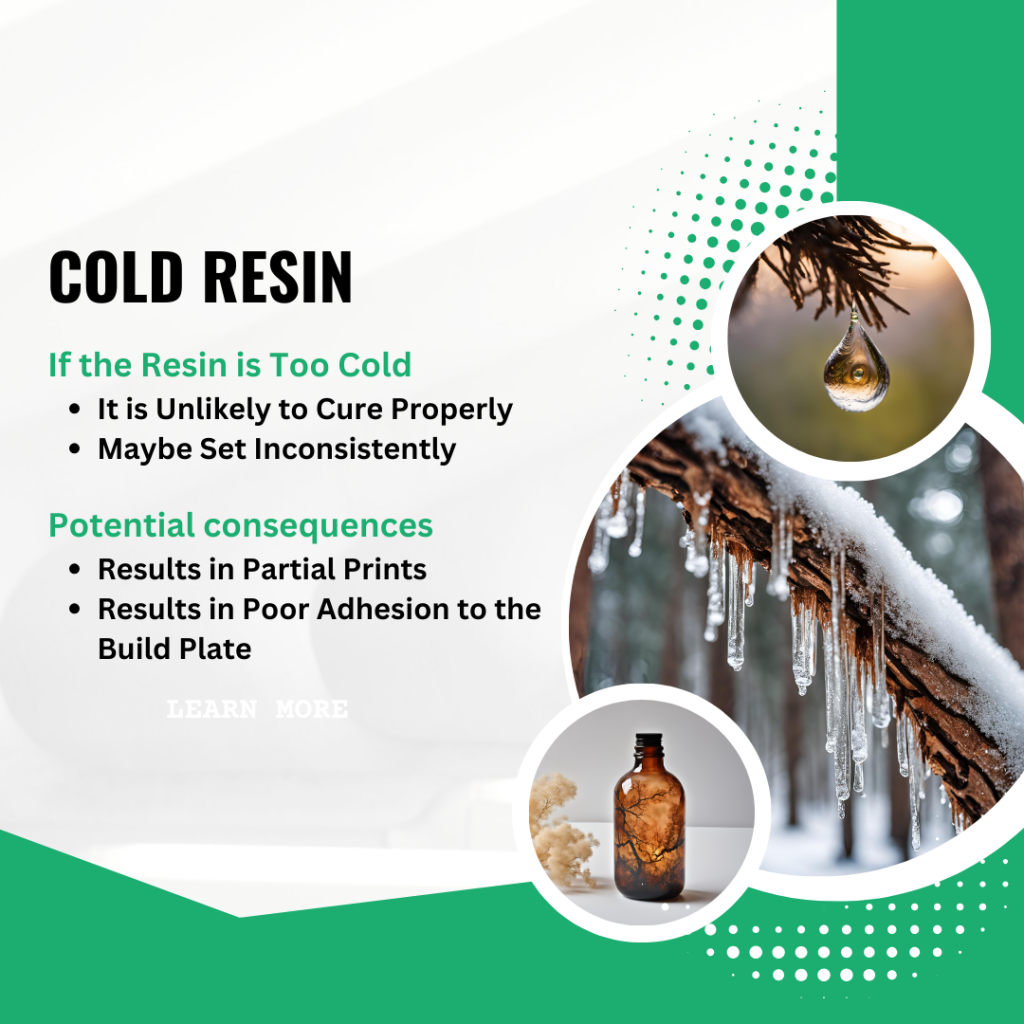 COLD RESIN
If the Resin is Too Cold
• It is Unlikely to Cure Properly
• Maybe Set Inconsistently
Potential consequences
• Results in Partial Prints
• Results in Poor Adhesion to the
Build Plate
LEARN MORE